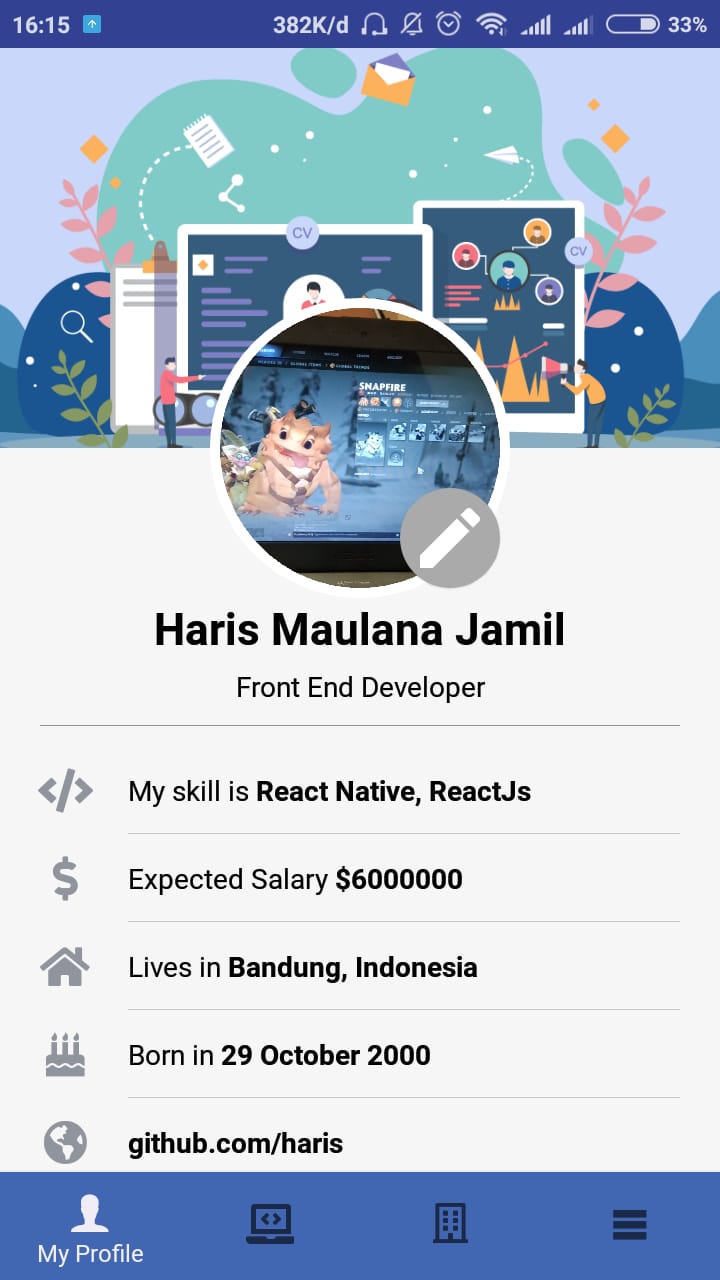 16:15
382K/d
33%
CV
CV
SNAPFIRE
Haris Maulana Jamil
Front End Developer
My skill is React Native, ReactJs
Expected Salary $6000000
Lives in Bandung, Indonesia
Born in 29 October 2000
github.com/haris
My Profile